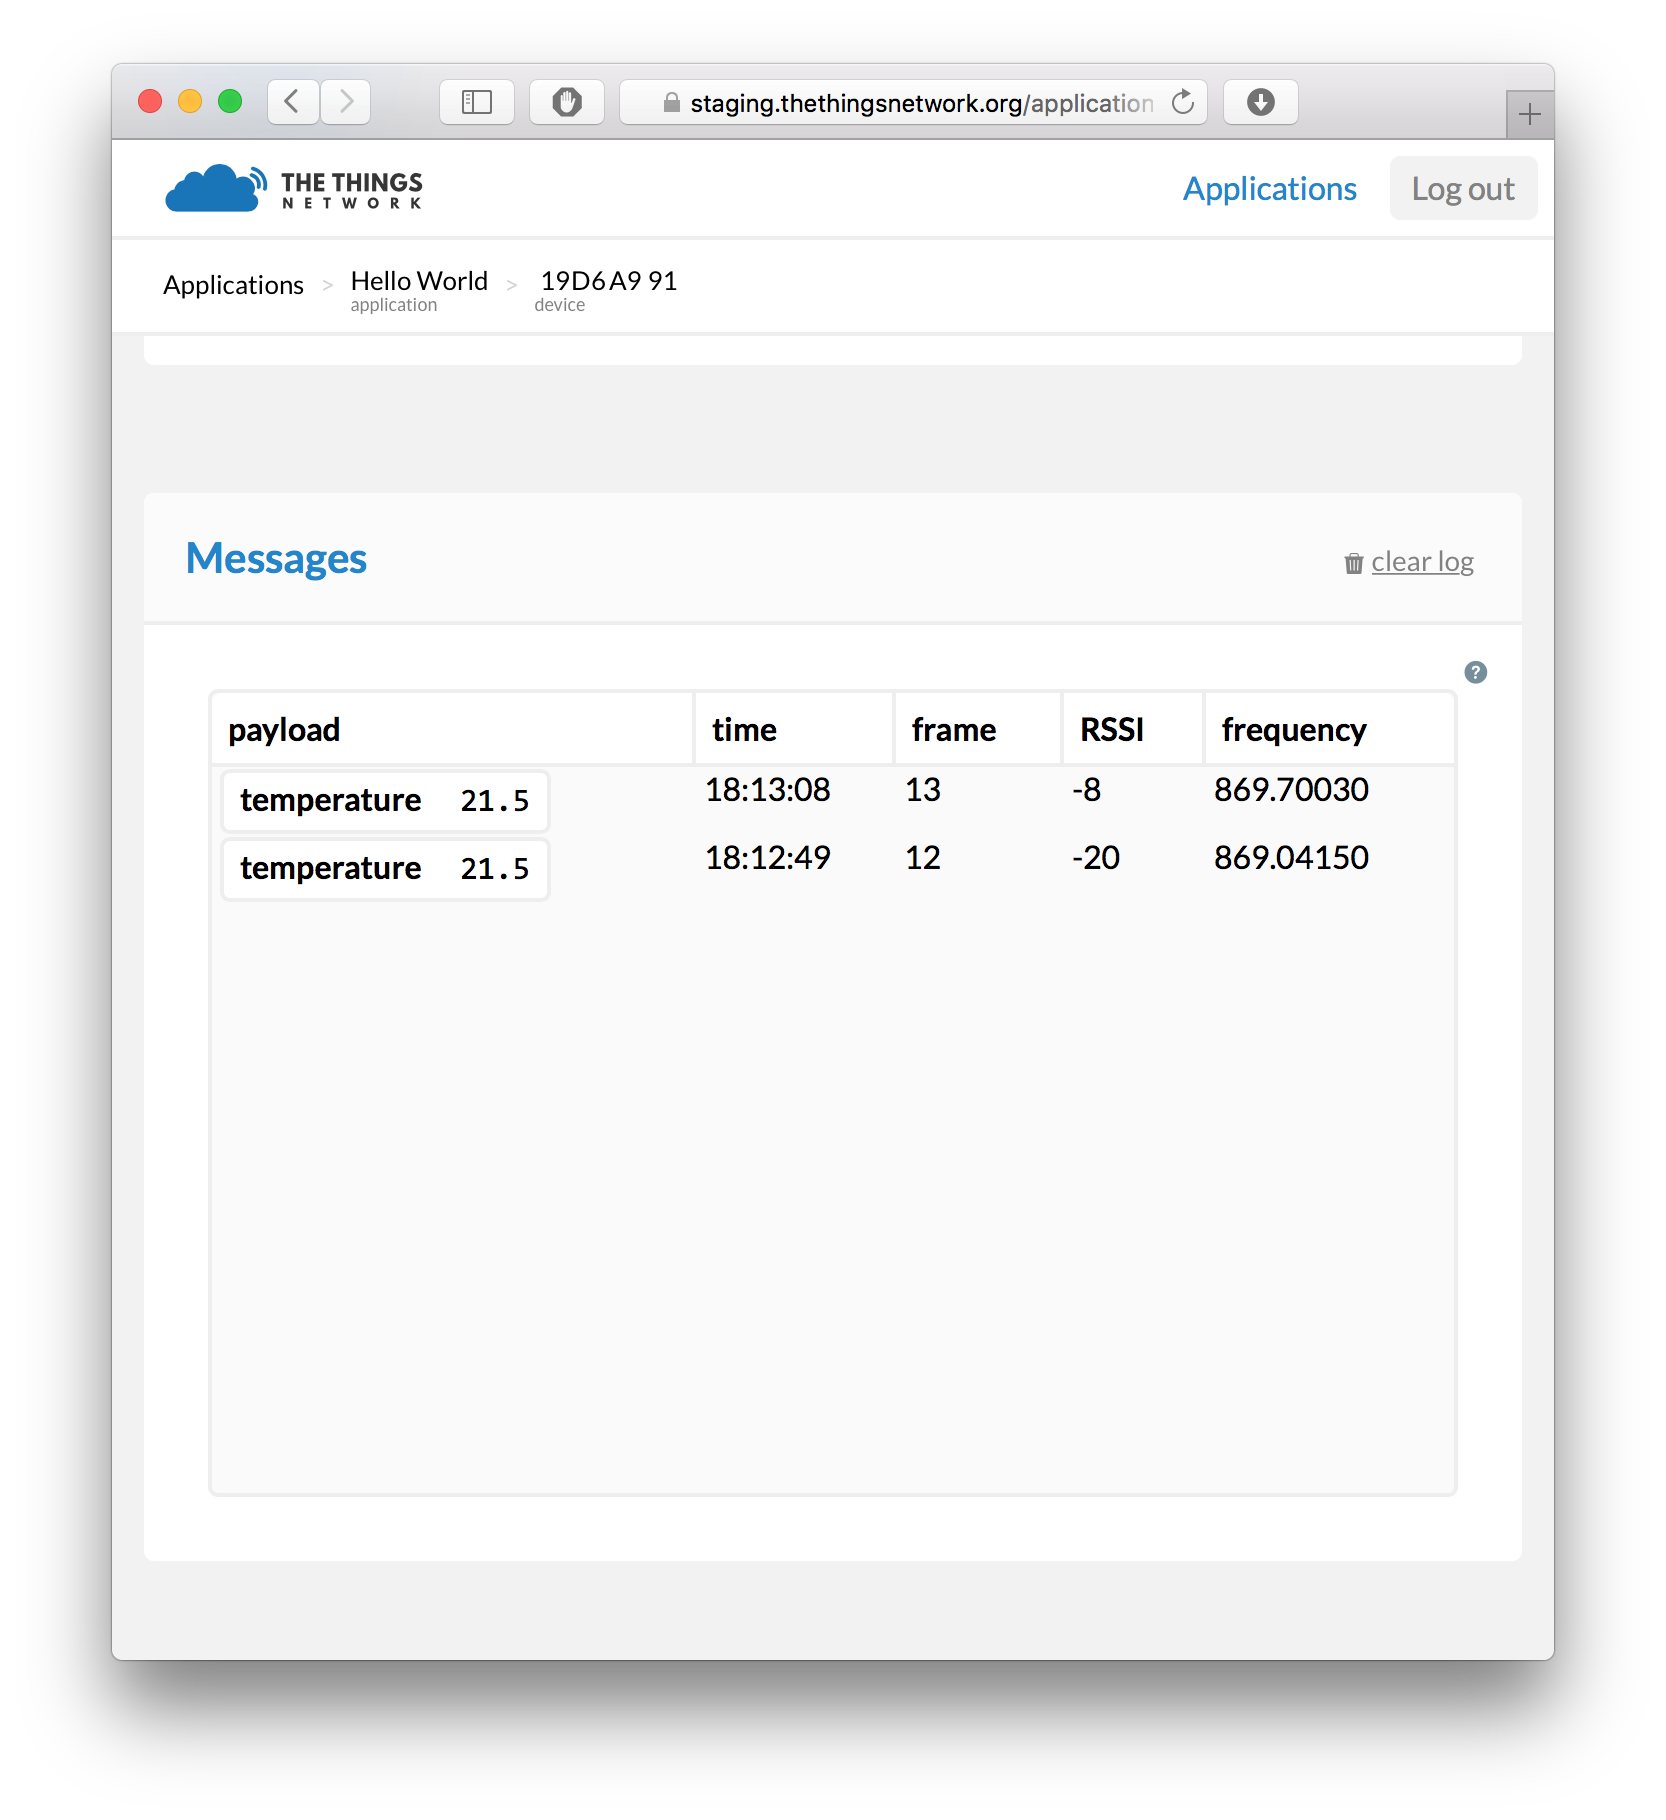 staging.thethingsnetwork.org/application
THE THINGS
NETWORK
Applications
Log out
Applications > Hello World > 19D6A9 91
application device
Messages
clear log
?
payload time frame RSSI frequency
temperature 21.5 18:13:08 13 -8 869.70030
temperature 21.5 18:12:49 12 -20 869.04150